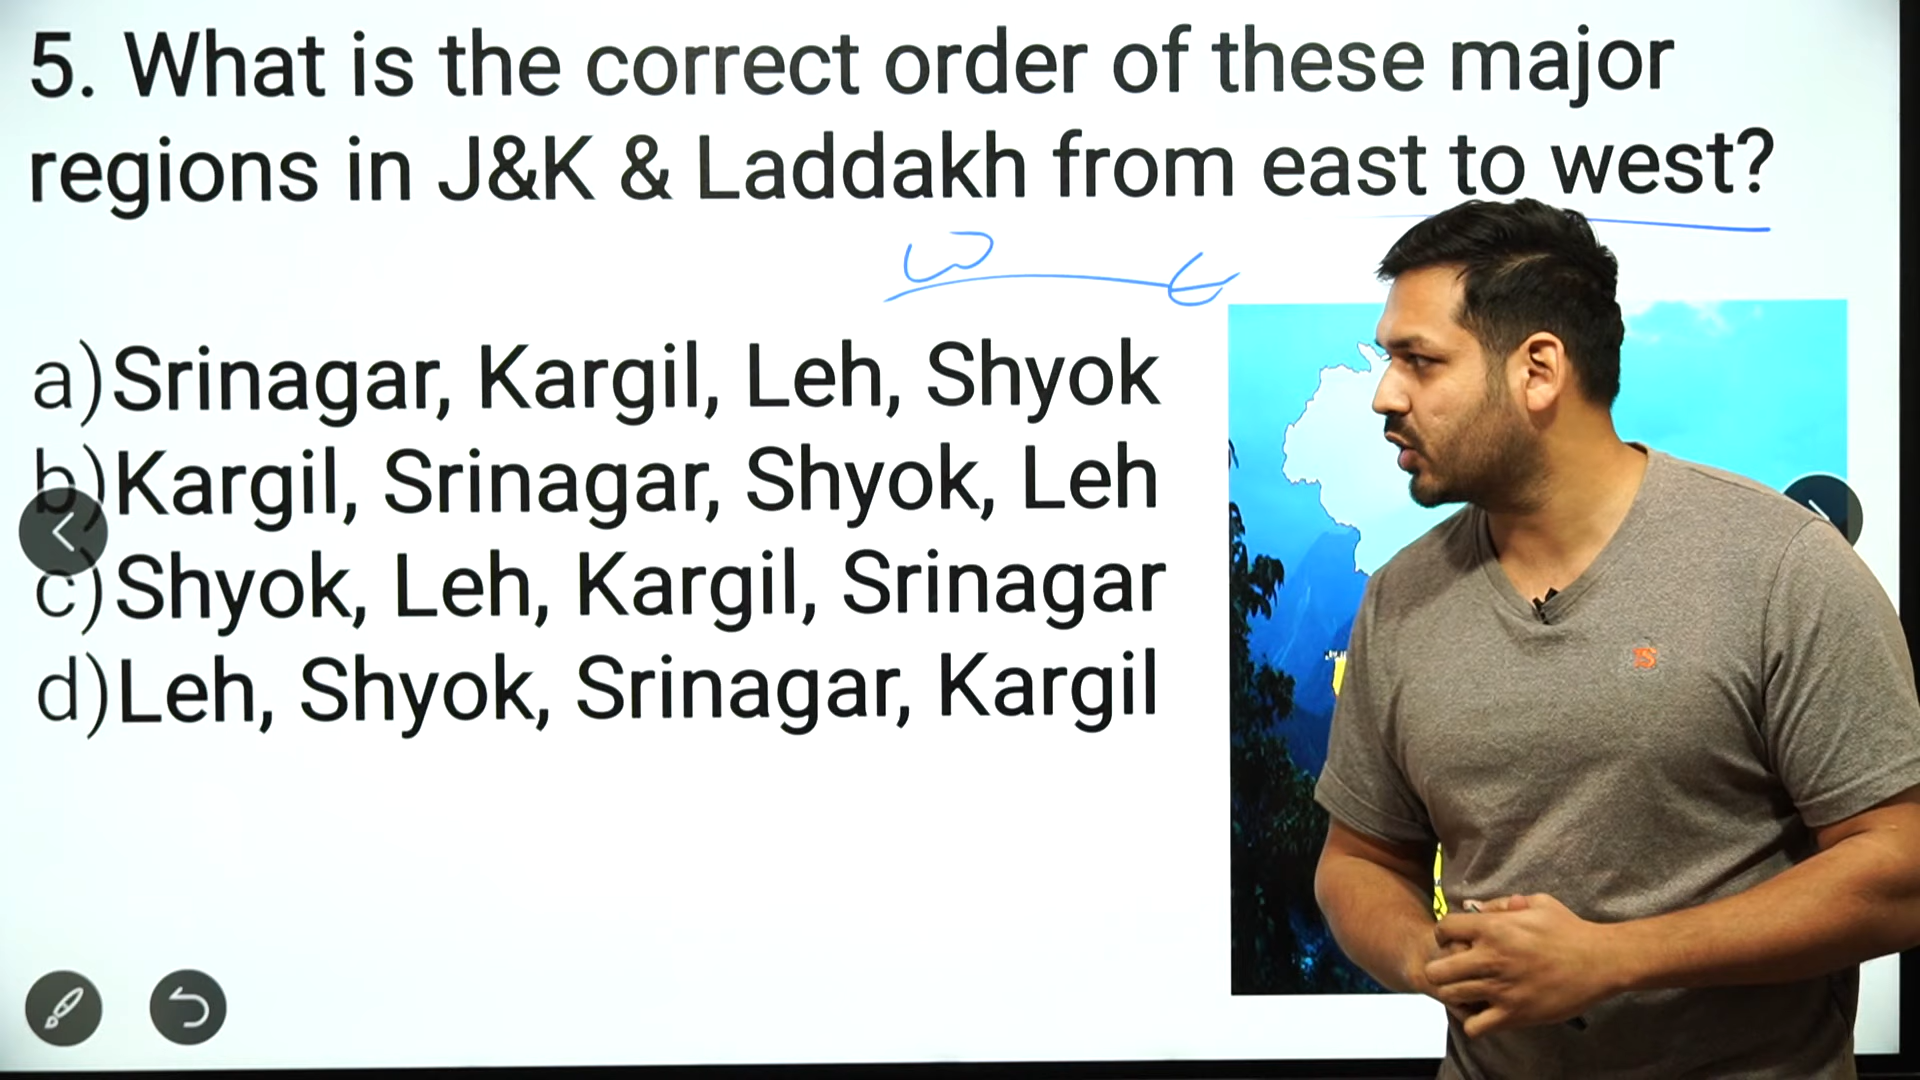 5. What is the correct order of these major
regions in J&K & Laddakh from east to west?
W E
a) Srinagar, Kargil, Leh, Shyok
b) Kargil, Srinagar, Shyok, Leh
c) Shyok, Leh, Kargil, Srinagar
d) Leh, Shyok, Srinagar, Kargil